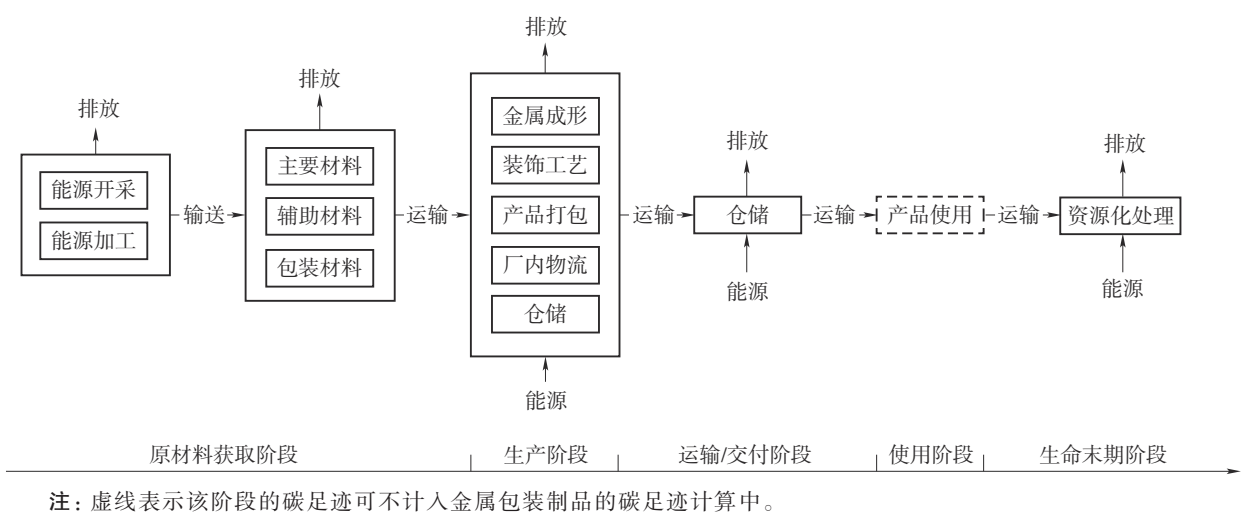 排放
能源开采
能源加工
输送
排放
主要材料
辅助材料
包装材料
运输
排放
金属成形
装饰工艺
产品打包
厂内物流
仓储
能源
运输
排放
仓储
能源
运输
产品使用
运输
排放
资源化处理
能源
原材料获取阶段
生产阶段
运输/交付阶段
使用阶段
生命末期阶段
注:虚线表示该阶段的碳足迹可不计入金属包装制品的碳足迹计算中。